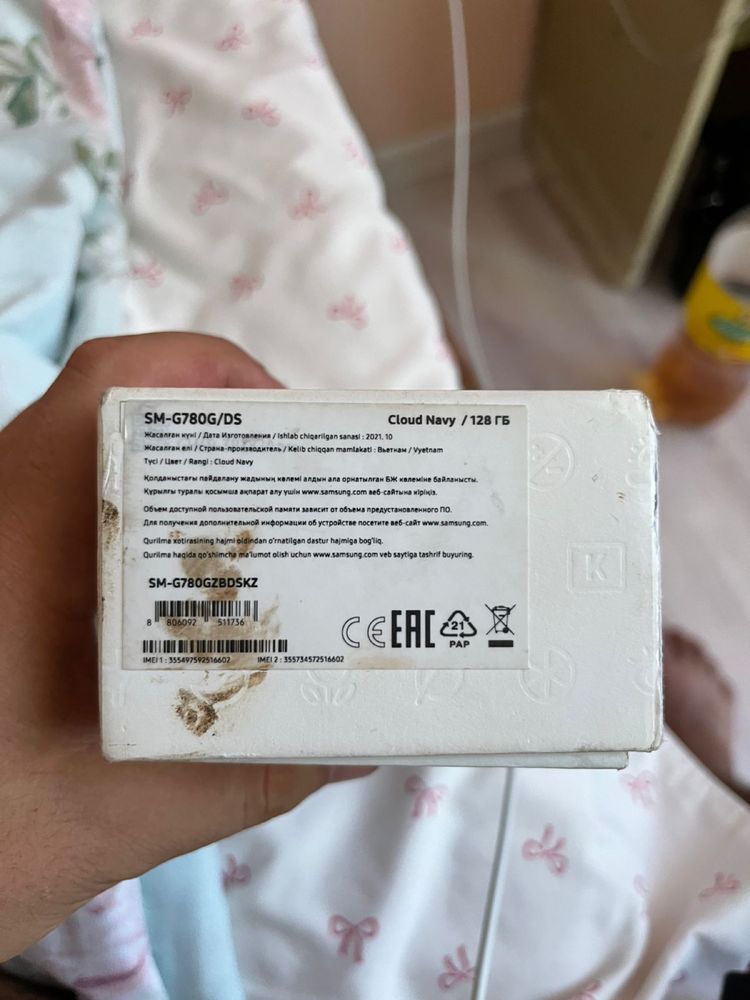 SM-G780G/DS
Cloud Navy / 128 ГБ
Жасалған күні / Дата Изготовления / Ishlab chiqarilgan sanasi : 2021. 10
Жасалған елі / Страна-производитель / Kelib chiqqan mamlakati : Вьетнам / Vyetnam
Түсі / Цвет / Rangi : Cloud Navy
Қолданыстағы пайдалану жадының көлемі алдын ала орнатылған БЖ көлеміне байланысты.
Құрылғы туралы қосымша ақпарат алу үшін www.samsung.com веб-сайтына кіріңіз.
Объем доступной пользовательской памяти зависит от объема предустановленного ПО.
Для получения дополнительной информации об устройстве посетите веб-сайт www.samsung.com.
Qurilma xotirasining hajmi oldindan o'rnatilgan dastur hajmiga bog'liq.
Qurilma haqida qo'shimcha ma'lumot olish uchun www.samsung.com veb saytiga tashrif buyuring.
SM-G780GZBDSKZ
8 806092 511736
CE EAC 21
PAP
IMEI 1 : 355497592516602 IMEI 2 : 355734572516602
K